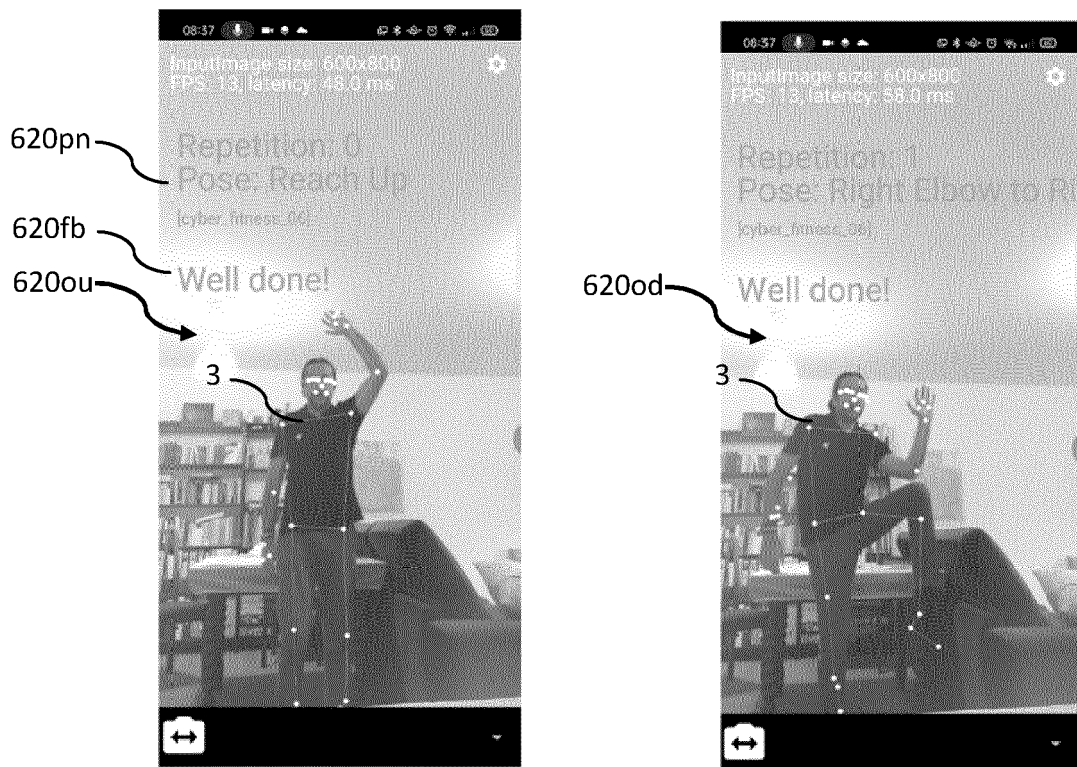 08:37
InputImage size: 600x800
FPS: 13, latency: 48.0 ms
620pn
Repetition: 0
Pose: Reach Up
[cyber_fitness_06]
620fb
Well done!
620ou
3
08:37
InputImage size: 600x800
FPS: 13, latency: 58.0 ms
Repetition: 1
Pose: Right Elbow to Ri
[cyber_fitness_06]
Well done!
620od
3